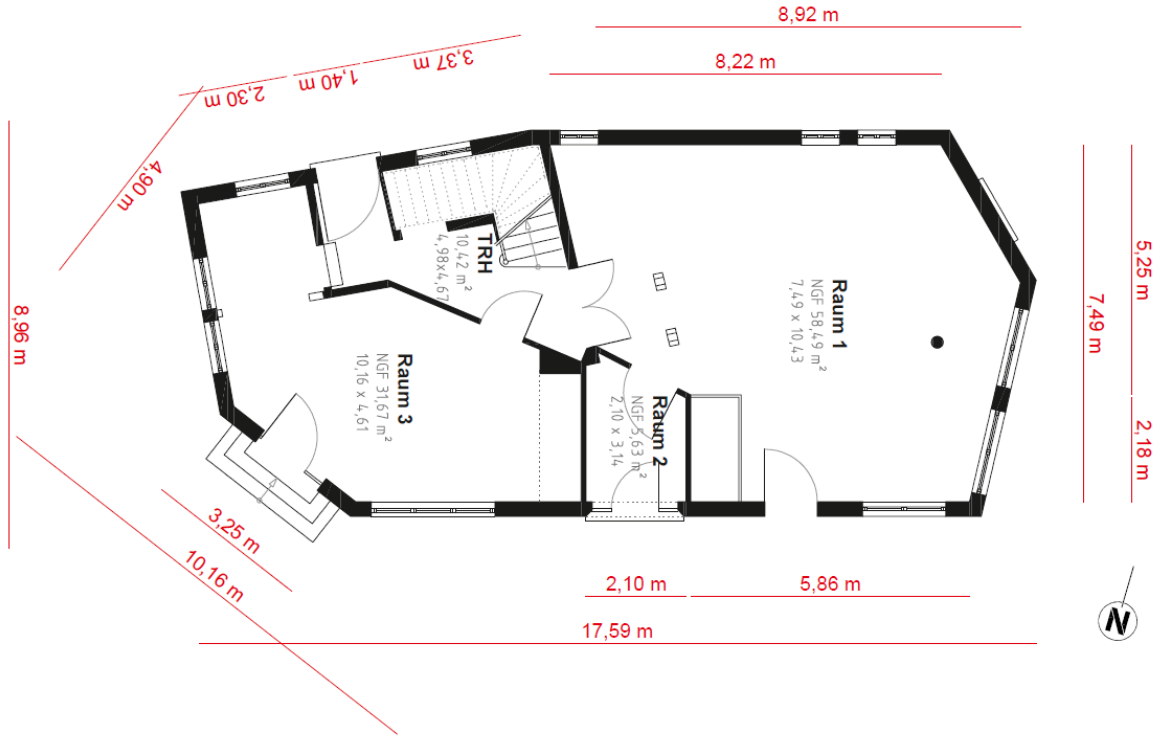 8,92 m
8,22 m
3,37 m
1,40 m
2,30 m
4,90 m
8,96 m
TRH
10,42 m²
4,98x4,67
Raum 1
NGF 58,49 m²
7,49 x 10,43
5,25 m
7,49 m
2,18 m
Raum 3
NGF 31,67 m²
10,16 x 4,61
Raum 2
NGF 5,63 m²
2,10 x 3,14
3,25 m
10,16 m
2,10 m
5,86 m
17,59 m
N